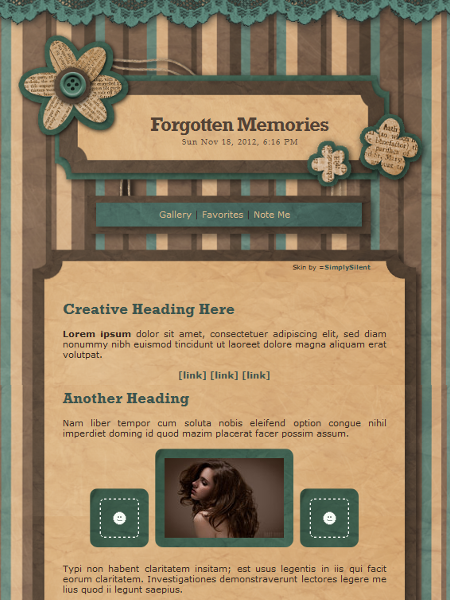 Forgotten Memories
Sun Nov 18, 2012, 6:16 PM
Gallery | Favorites | Note Me
Skin by =SimplySilent
Creative Heading Here
Lorem ipsum dolor sit amet, consectetuer adipiscing elit, sed diam
nonummy nibh euismod tincidunt ut laoreet dolore magna aliquam erat
volutpat.
[link] [link] [link]
Another Heading
Nam liber tempor cum soluta nobis eleifend option congue nihil
imperdiet doming id quod mazim placerat facer possim assum.
Typi non habent claritatem insitam; est usus legentis in iis qui facit
eorum claritatem. Investigationes demonstraverunt lectores legere me
lius quod ii legunt saepius.